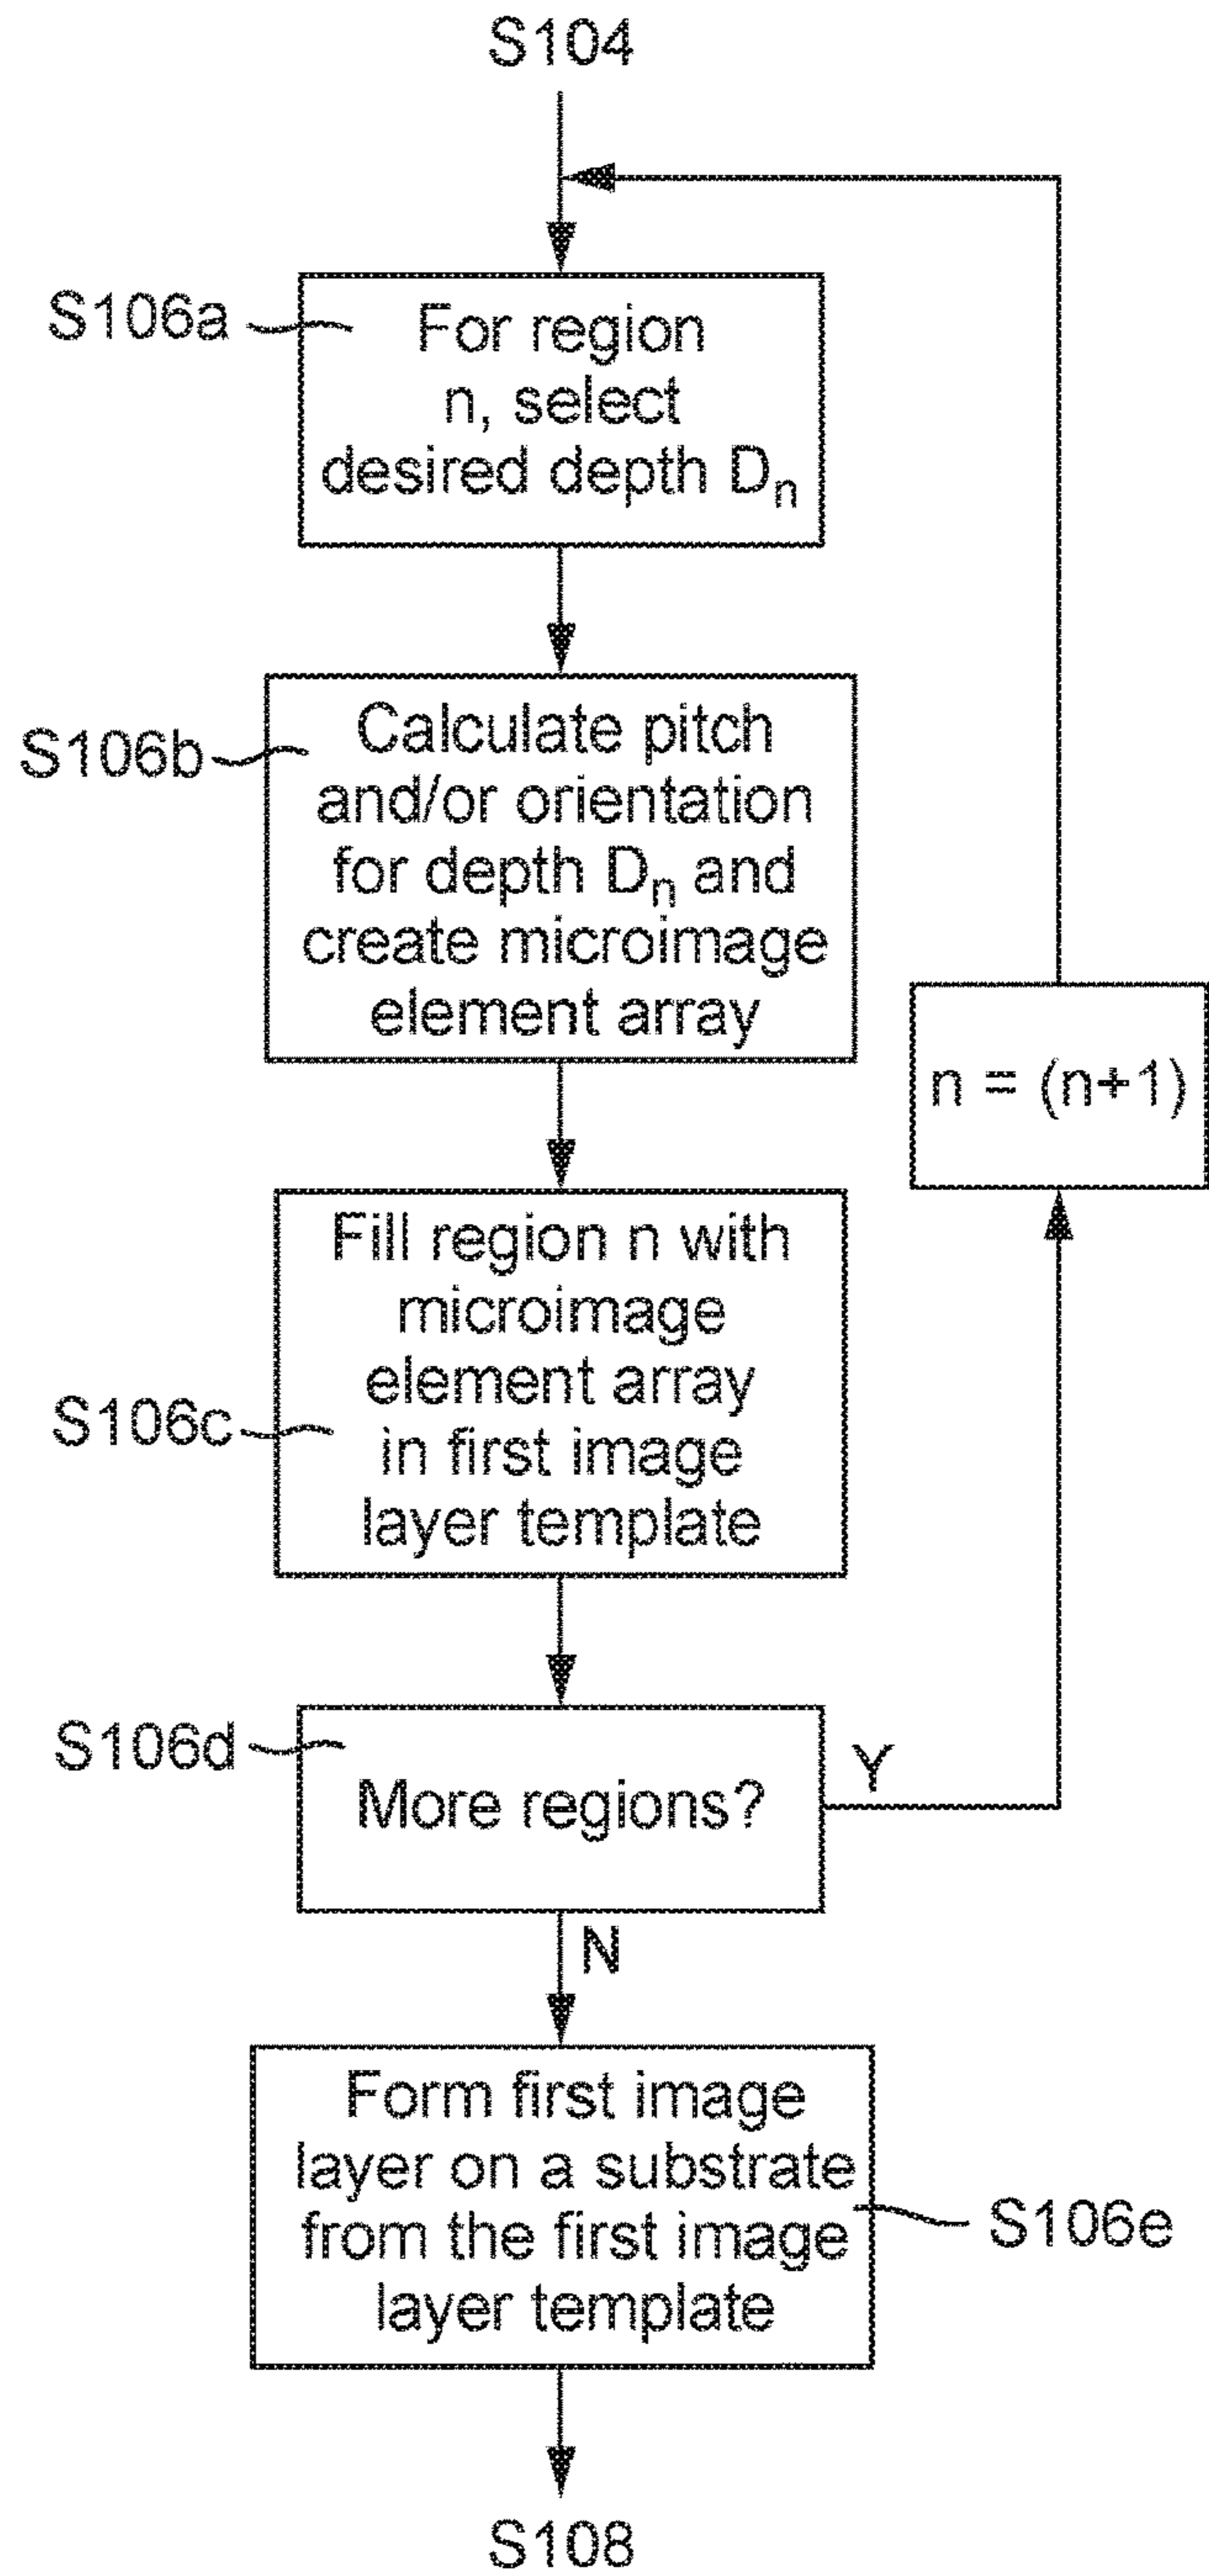 S104
S106a
For region
n, select
desired depth Dn
S106b
Calculate pitch
and/or orientation
for depth Dn and
create microimage
element array
n = (n+1)
Fill region n with
microimage
element array
S106c
in first image
layer template
S106d
More regions?
Y
N
Form first image
layer on a substrate
from the first image
layer template
S106e
S108